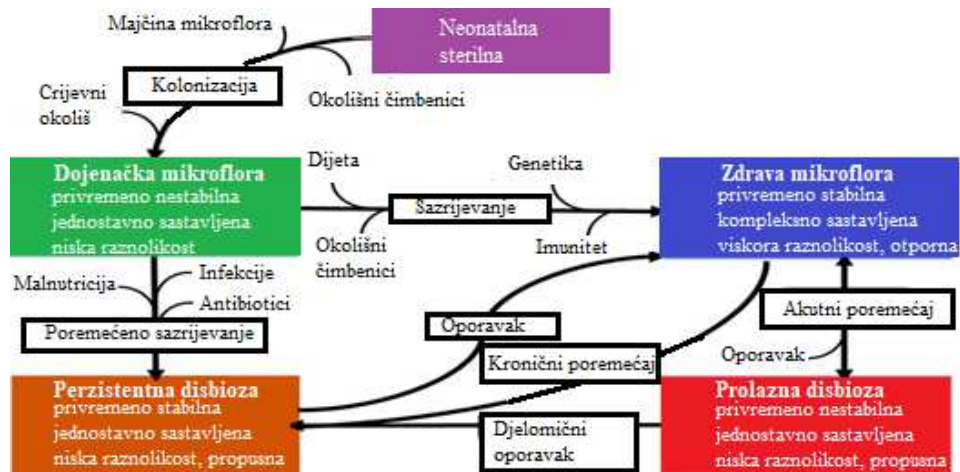 Majčina mikroflora
Neonatalna
sterilna
Kolonizacija
Okolišni čimbenici
Crijevni
okoliš
Dojenačka mikroflora
privremeno nestabilna
jednostavno sastavljena
niska raznolikost
Dijeta
Genetika
Sazrijevanje
Okolišni
čimbenici
Imunitet
Zdrava mikroflora
privremeno stabilna
kompleksno sastavljena
viskora raznolikost, otporna
Malnutricija
Infekcije
Antibiotici
Poremećeno sazrijevanje
Oporavak
Kronični poremećaj
Akutni poremećaj
Oporavak
Perzistentna disbioza
privremeno stabilna
jednostavno sastavljena
niska raznolikost, propusna
Djelomični
oporavak
Prolazna disbioza
privremeno nestabilna
jednostavno sastavljena
niska raznolikost, propusna